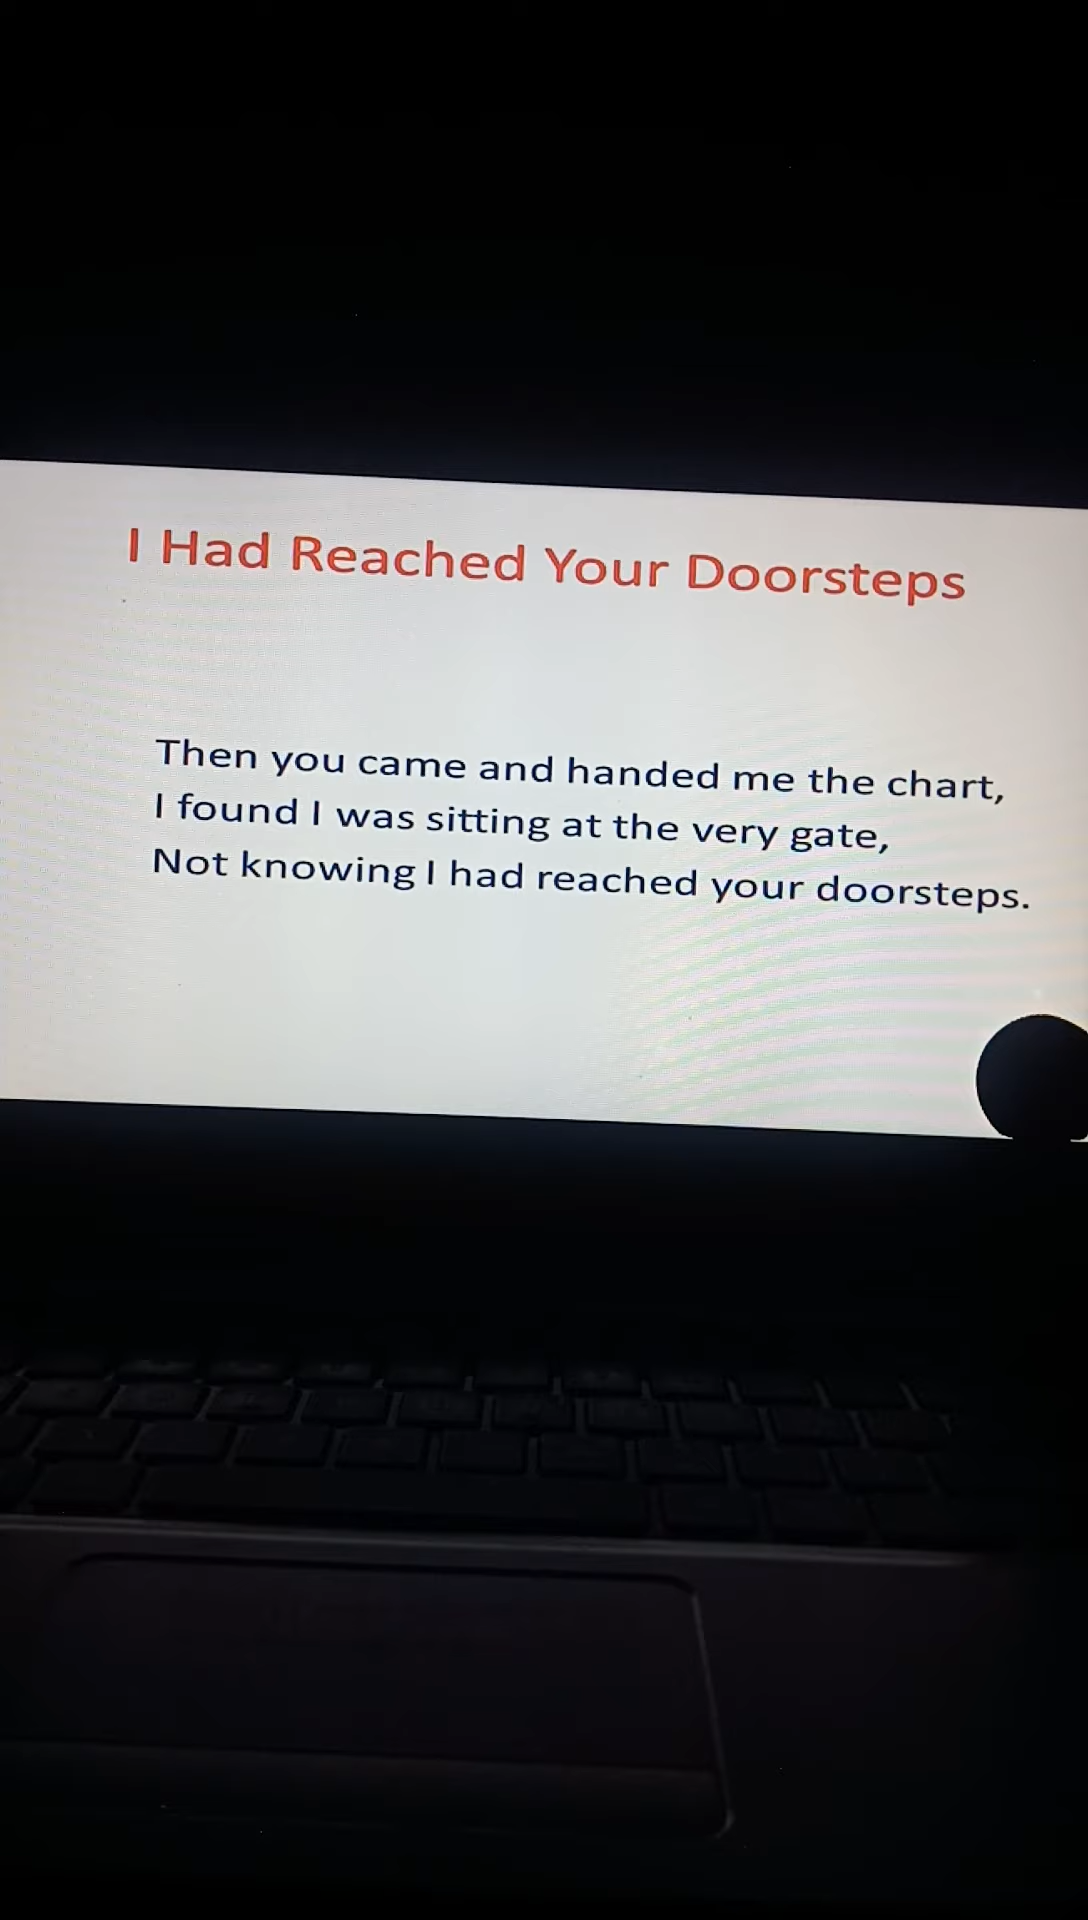 I Had Reached Your Doorsteps
Then you came and handed me the chart,
I found I was sitting at the very gate,
Not knowing I had reached your doorsteps.